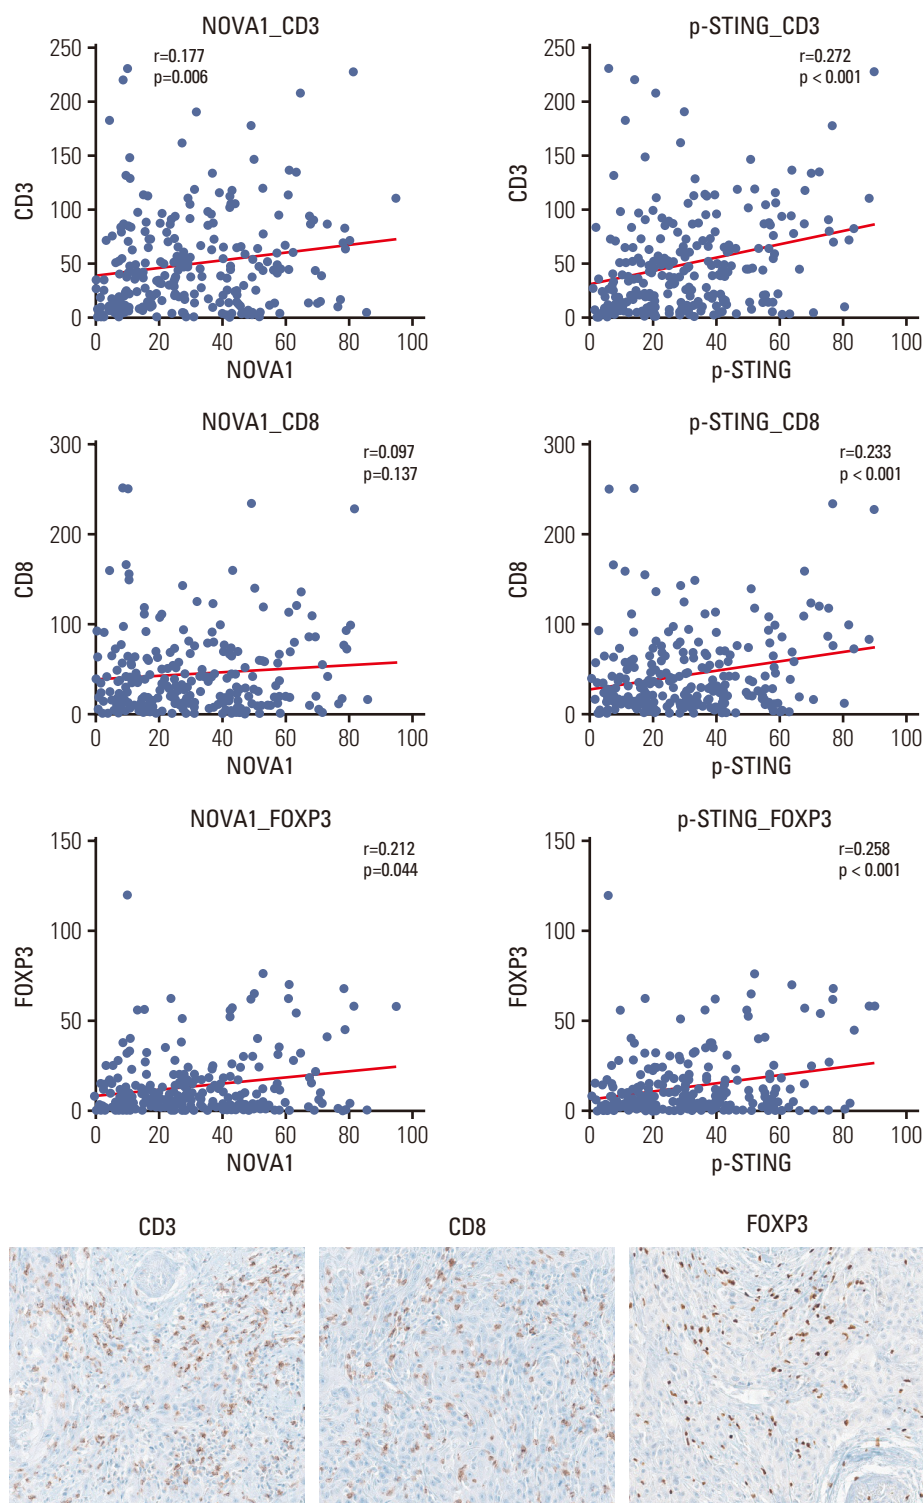 NOVA1_CD3
r=0.177
p=0.006
250
200
150
100
50
0
CD3
0 20 40 60 80 100
NOVA1
p-STING_CD3
r=0.272
p < 0.001
250
200
150
100
50
0
CD3
0 20 40 60 80 100
p-STING
NOVA1_CD8
r=0.097
p=0.137
300
200
100
0
CD8
0 20 40 60 80 100
NOVA1
p-STING_CD8
r=0.233
p < 0.001
300
200
100
0
CD8
0 20 40 60 80 100
p-STING
NOVA1_FOXP3
r=0.212
p=0.044
150
100
50
0
FOXP3
0 20 40 60 80 100
NOVA1
p-STING_FOXP3
r=0.258
p < 0.001
150
100
50
0
FOXP3
0 20 40 60 80 100
p-STING
CD3
CD8
FOXP3